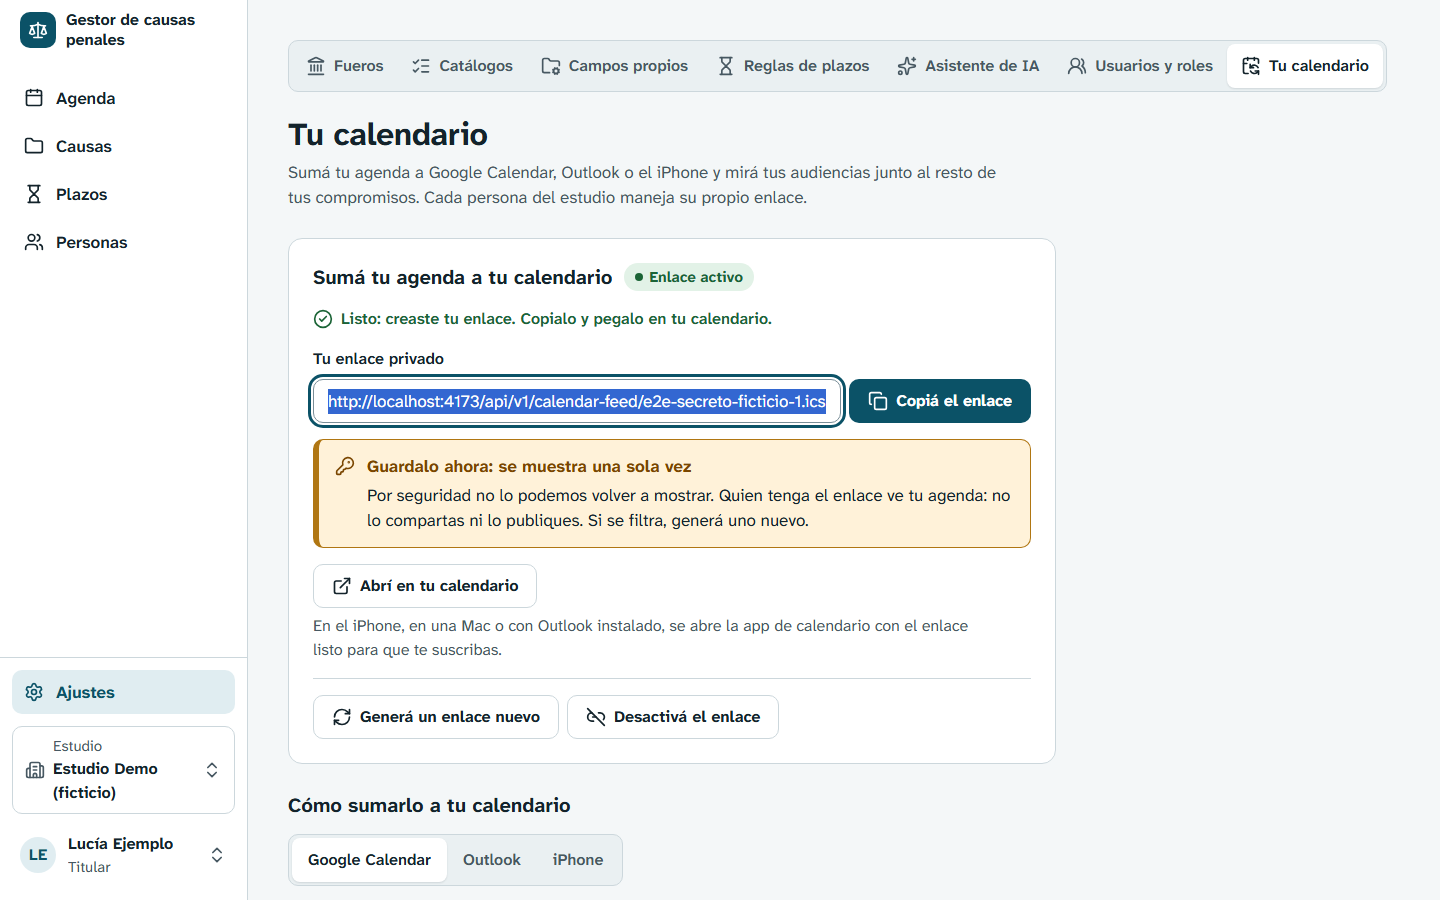 Gestor de causas
penales
Agenda
Causas
Plazos
Personas
Ajustes
Estudio
Estudio Demo
(ficticio)
LE
Lucía Ejemplo
Titular
Fueros
Catálogos
Campos propios
Reglas de plazos
Asistente de IA
Usuarios y roles
Tu calendario
Tu calendario
Sumá tu agenda a Google Calendar, Outlook o el iPhone y mirá tus audiencias junto al resto de
tus compromisos. Cada persona del estudio maneja su propio enlace.
Sumá tu agenda a tu calendario
Enlace activo
Listo: creaste tu enlace. Copialo y pegalo en tu calendario.
Tu enlace privado
http://localhost:4173/api/v1/calendar-feed/e2e-secreto-ficticio-1.ics
Copiá el enlace
Guardalo ahora: se muestra una sola vez
Por seguridad no lo podemos volver a mostrar. Quien tenga el enlace ve tu agenda: no
lo compartas ni lo publiques. Si se filtra, generá uno nuevo.
Abrí en tu calendario
En el iPhone, en una Mac o con Outlook instalado, se abre la app de calendario con el enlace
listo para que te suscribas.
Generá un enlace nuevo
Desactivá el enlace
Cómo sumarlo a tu calendario
Google Calendar
Outlook
iPhone